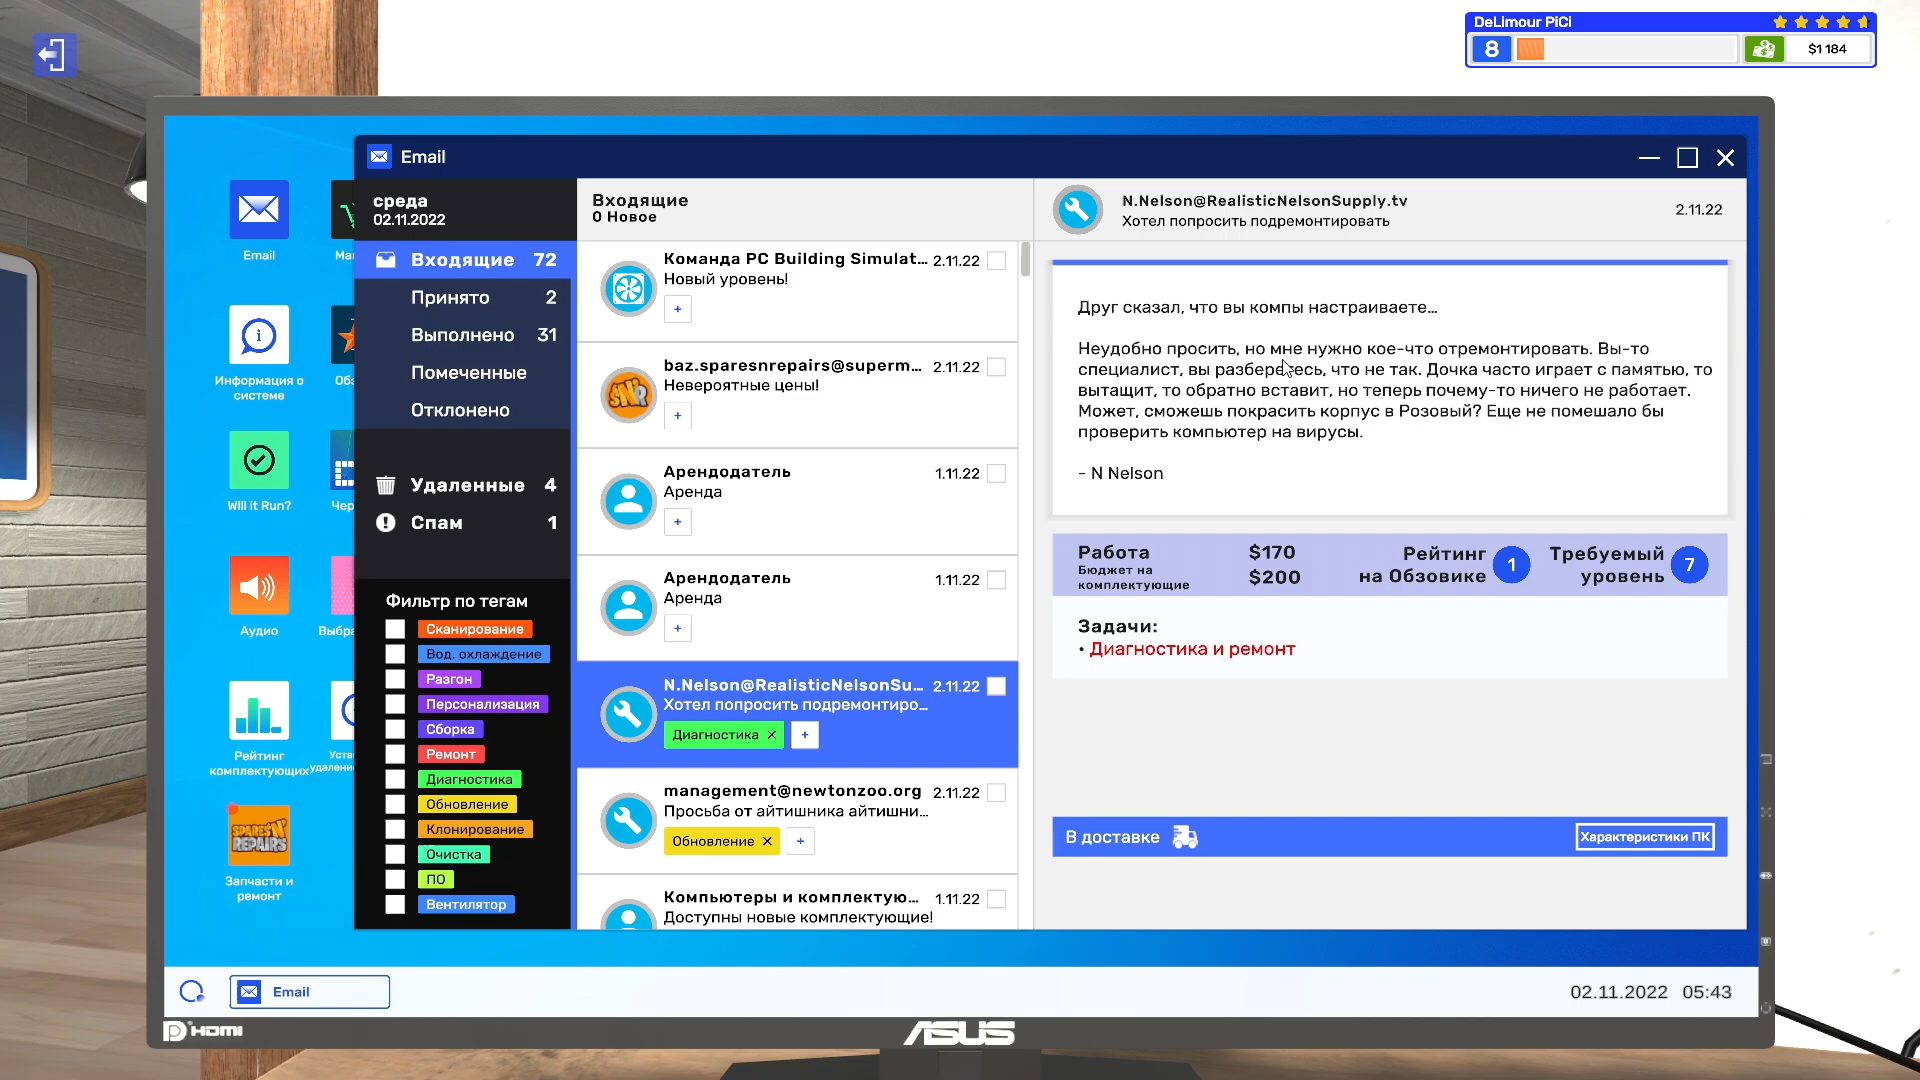 DeLimour PiCi
8
$1 184
Email
Email
Информация о
системе
Will it Run?
Аудио
Рейтинг
комплектующих
Запчасти и
ремонт
SPARES'N'
REPAIRS
Email
среда
02.11.2022
Входящие 72
Принято 2
Выполнено 31
Помеченные
Отклонено
Удаленные 4
Спам 1
Фильтр по тегам
Сканирование
Вод. охлаждение
Разгон
Персонализация
Сборка
Ремонт
Диагностика
Обновление
Клонирование
Очистка
ПО
Вентилятор
Входящие
0 Новое
Команда PC Building Simulat... 2.11.22
Новый уровень!
+
baz.sparesnrepairs@superm... 2.11.22
Невероятные цены!
+
SNR
Арендодатель 1.11.22
Аренда
+
Арендодатель 1.11.22
Аренда
+
N.Nelson@RealisticNelsonSu... 2.11.22
Хотел попросить подремонтиро...
Диагностика × +
management@newtonzoo.org 2.11.22
Просьба от айтишника айтишни...
Обновление × +
Компьютеры и комплектую... 1.11.22
Доступны новые комплектующие!
N.Nelson@RealisticNelsonSupply.tv
Хотел попросить подремонтировать
2.11.22
Друг сказал, что вы компы настраиваете...
Неудобно просить, но мне нужно кое-что отремонтировать. Вы-то
специалист, вы разберетесь, что не так. Дочка часто играет с памятью, то
вытащит, то обратно вставит, но теперь почему-то ничего не работает.
Может, сможешь покрасить корпус в Розовый? Еще не помешало бы
проверить компьютер на вирусы.
- N Nelson
Работа $170
Бюджет на
комплектующие $200
Рейтинг
на Обзовике 1
Требуемый
уровень 7
Задачи:
• Диагностика и ремонт
В доставке
Характеристики ПК
Email
02.11.2022 05:43
HDMI
ASUS